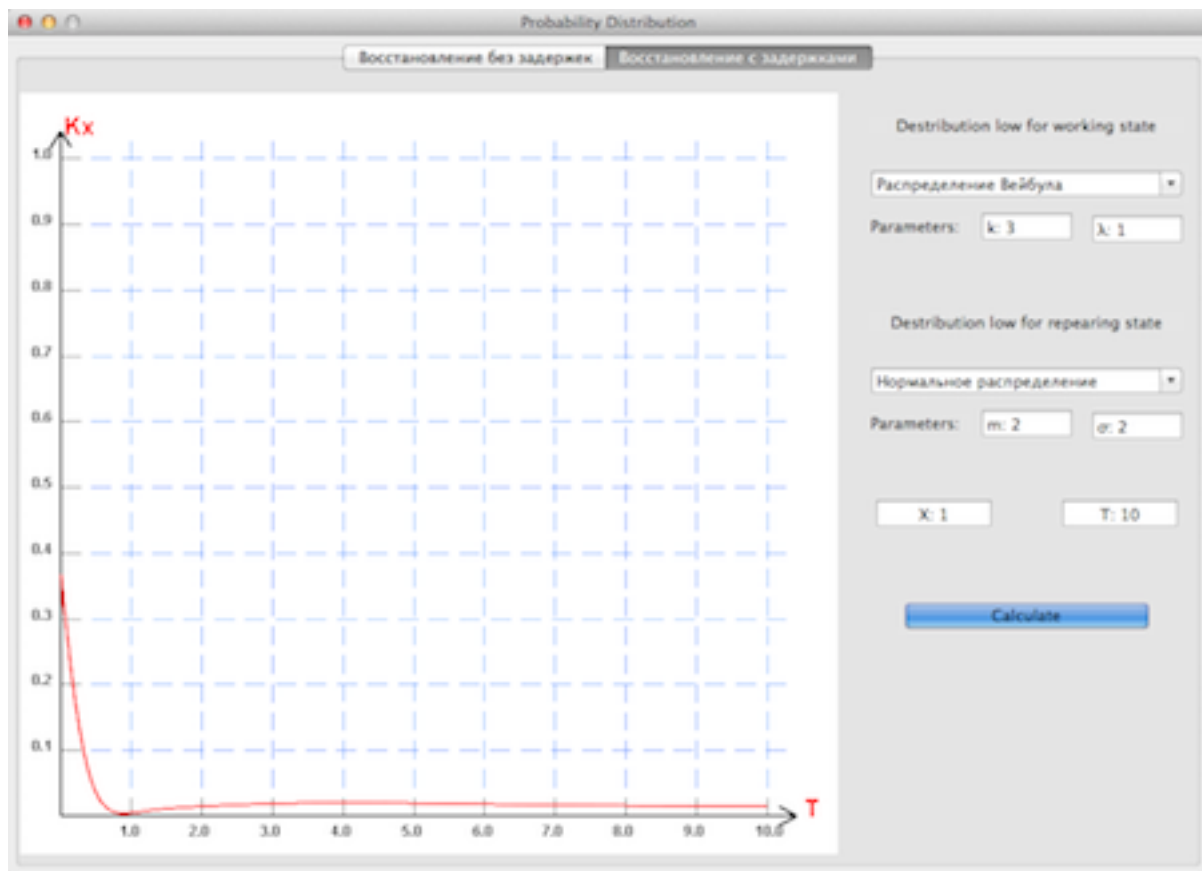 Probability Distribution
Восстановление без задержек Восстановление с задержками
Kx
1.0
0.9
0.8
0.7
0.6
0.5
0.4
0.3
0.2
0.1
1.0 2.0 3.0 4.0 5.0 6.0 7.0 8.0 9.0 10.0 T
Destribution low for working state
Распределение Вейбула
Parameters: k: 3 λ: 1
Destribution low for repearing state
Нормальное распределение
Parameters: m: 2 σ: 2
X: 1 T: 10
Calculate